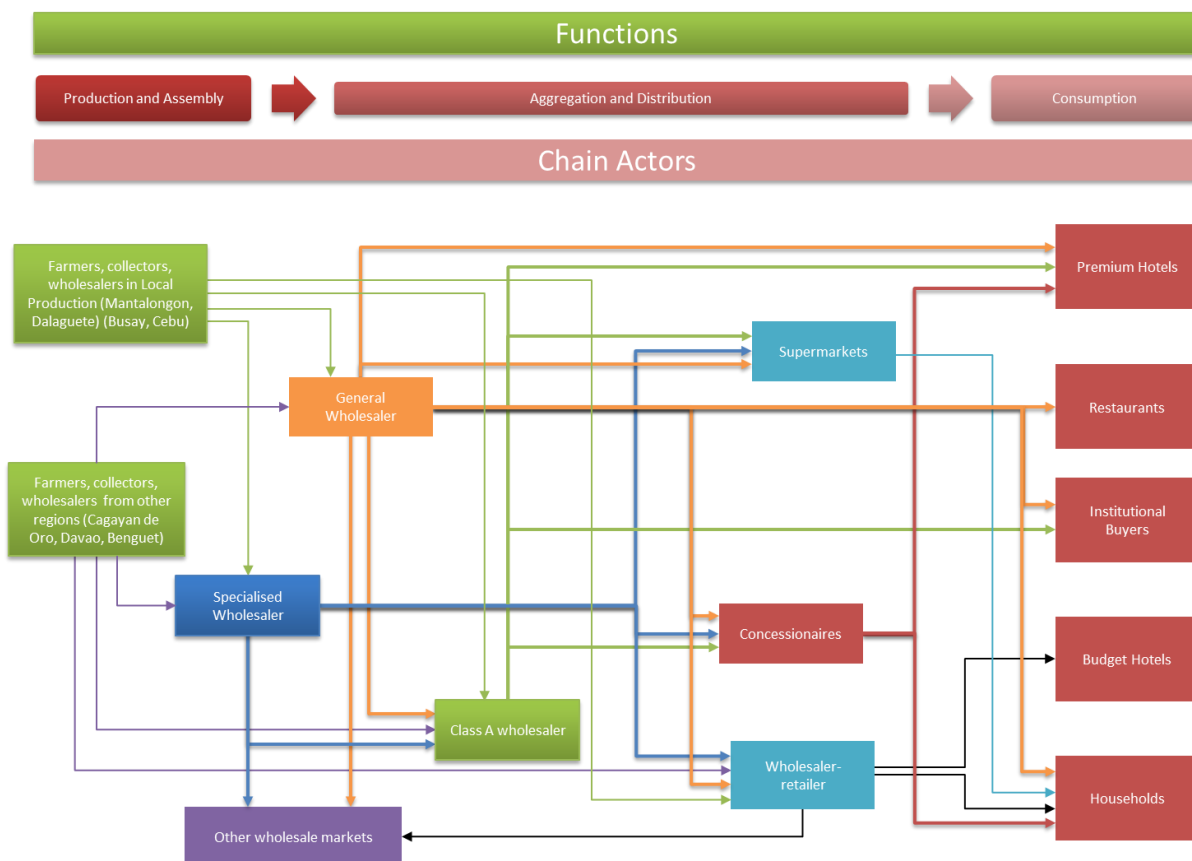 Functions
Production and Assembly
Aggregation and Distribution
Consumption
Chain Actors
Farmers, collectors,
wholesalers in Local
Production (Mantalongon,
Dalaguete) (Busay, Cebu)
Premium Hotels
Supermarkets
General
Wholesaler
Restaurants
Farmers, collectors,
wholesalers from other
regions (Cagayan de
Oro, Davao, Benguet)
Institutional
Buyers
Specialised
Wholesaler
Concessionaires
Budget Hotels
Class A wholesaler
Wholesaler-
retailer
Households
Other wholesale markets